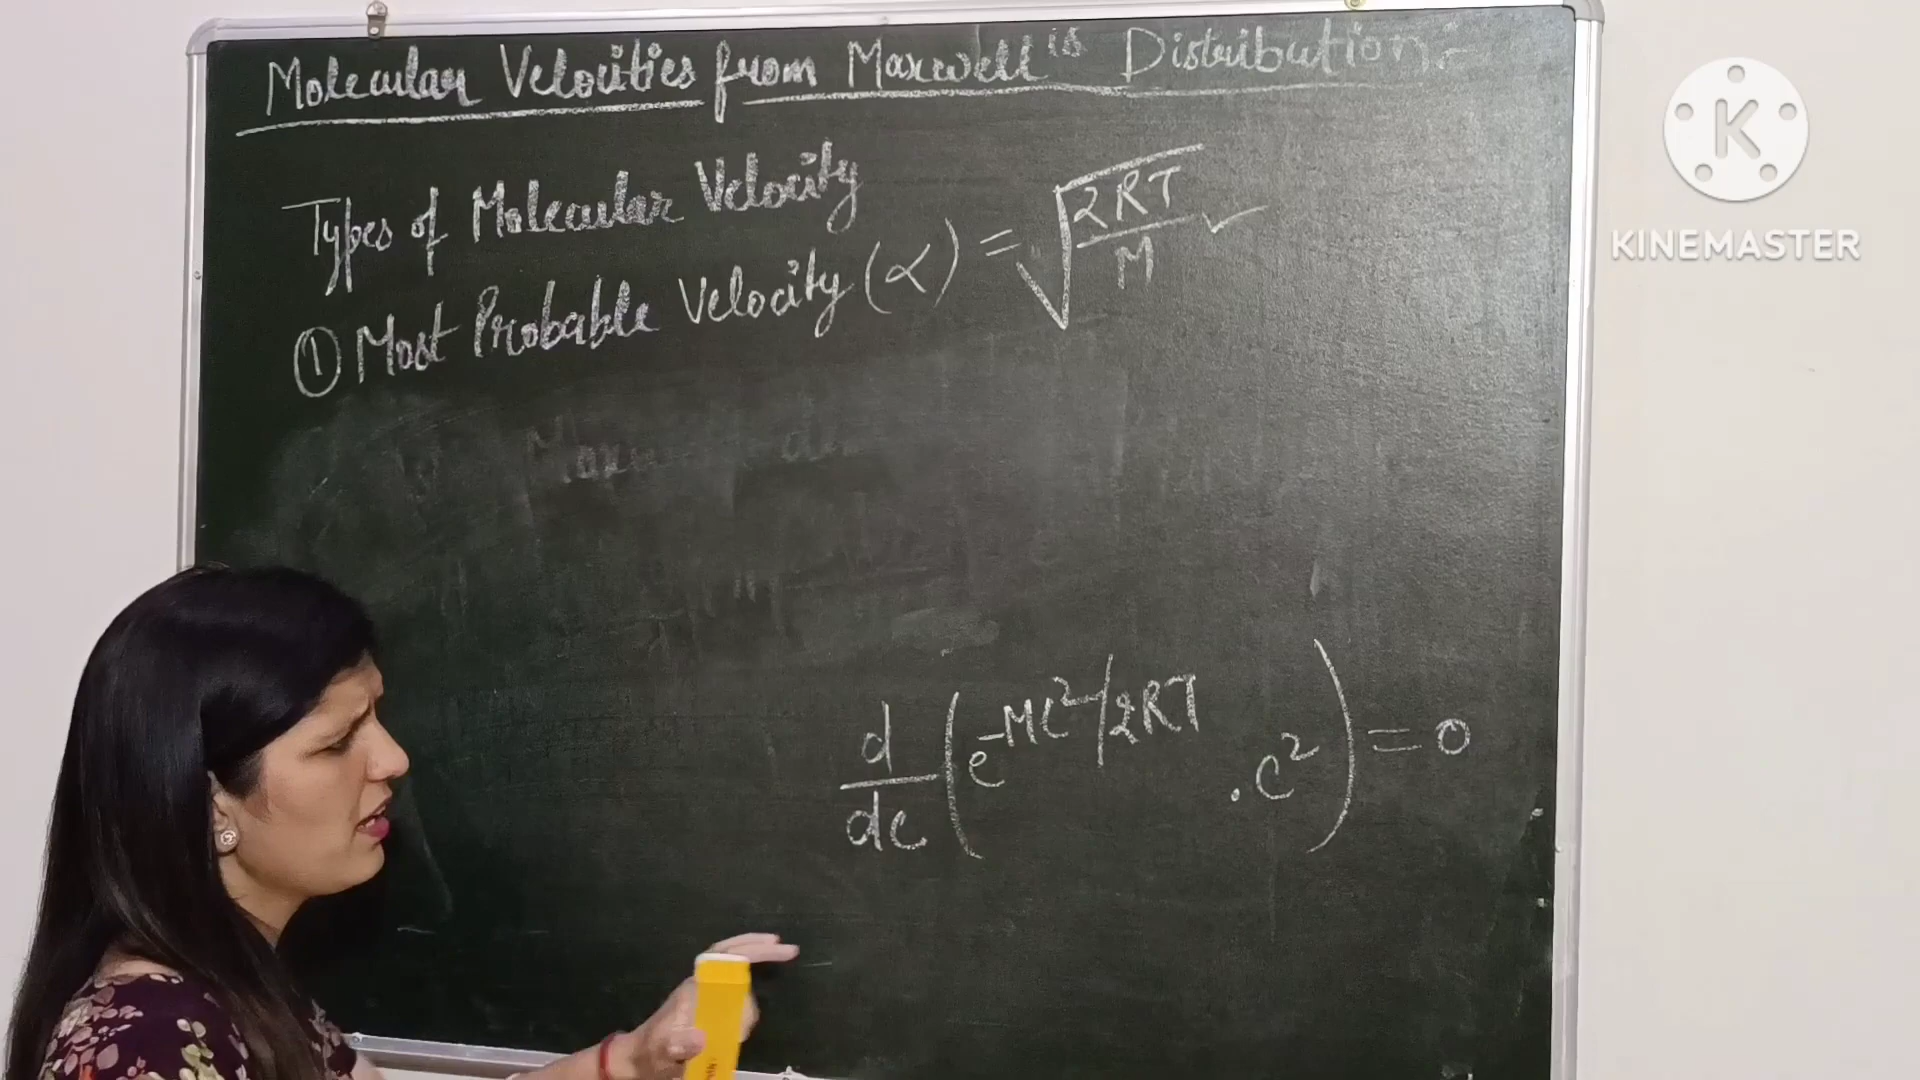 Molecular Velocities from Maxwell's Distribution:-
Types of Molecular Velocity
① Most Probable Velocity (α) = √(2RT/M) ✓
d/dc (e^{-MC²/2RT} . C²) = 0
K
KINEMASTER